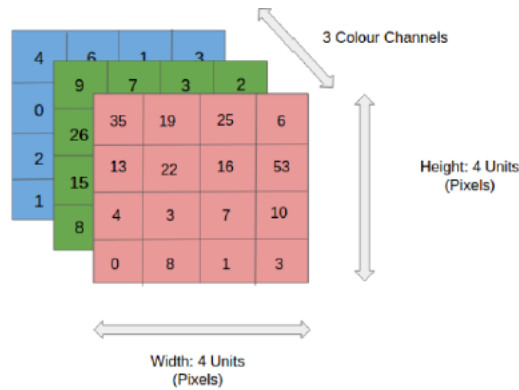 3 Colour Channels
4 6 1 3
9 7 3 2
0
35 19 25 6
26
13 22 16 53
2
15
4 3 7 10
1
8
0 8 1 3
Height: 4 Units
(Pixels)
Width: 4 Units
(Pixels)